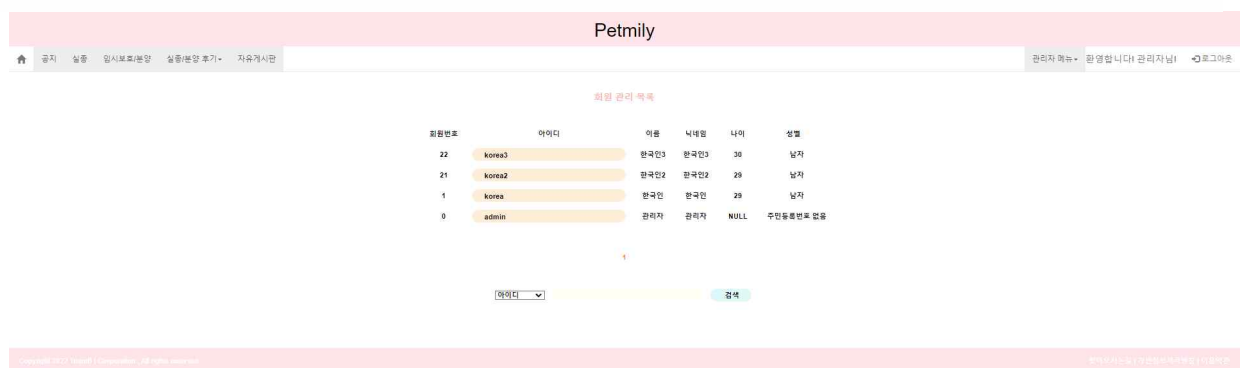 Petmily
공지 실종 임시보호/분양 실종/분양 후기 자유게시판 관리자 메뉴 환영합니다! 관리자님! 로그아웃
회원 관리 목록
회원번호 아이디 이름 닉네임 나이 성별
22 korea3 한국인3 한국인3 30 남자
21 korea2 한국인2 한국인2 29 남자
1 korea 한국인 한국인 29 남자
0 admin 관리자 관리자 NULL 주민등록번호 없음
1
아이디 검색